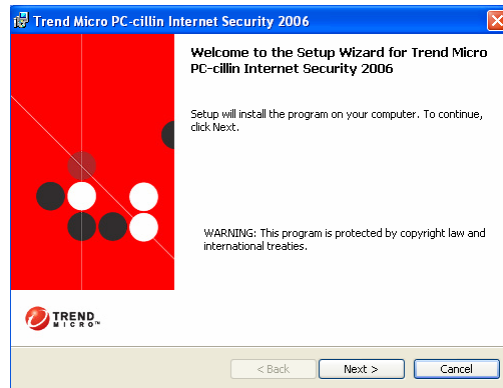 Trend Micro PC-cillin Internet Security 2006
Welcome to the Setup Wizard for Trend Micro
PC-cillin Internet Security 2006
Setup will install the program on your computer. To continue,
click Next.
WARNING: This program is protected by copyright law and
international treaties.
TREND
MICRO™
< Back
Next >
Cancel